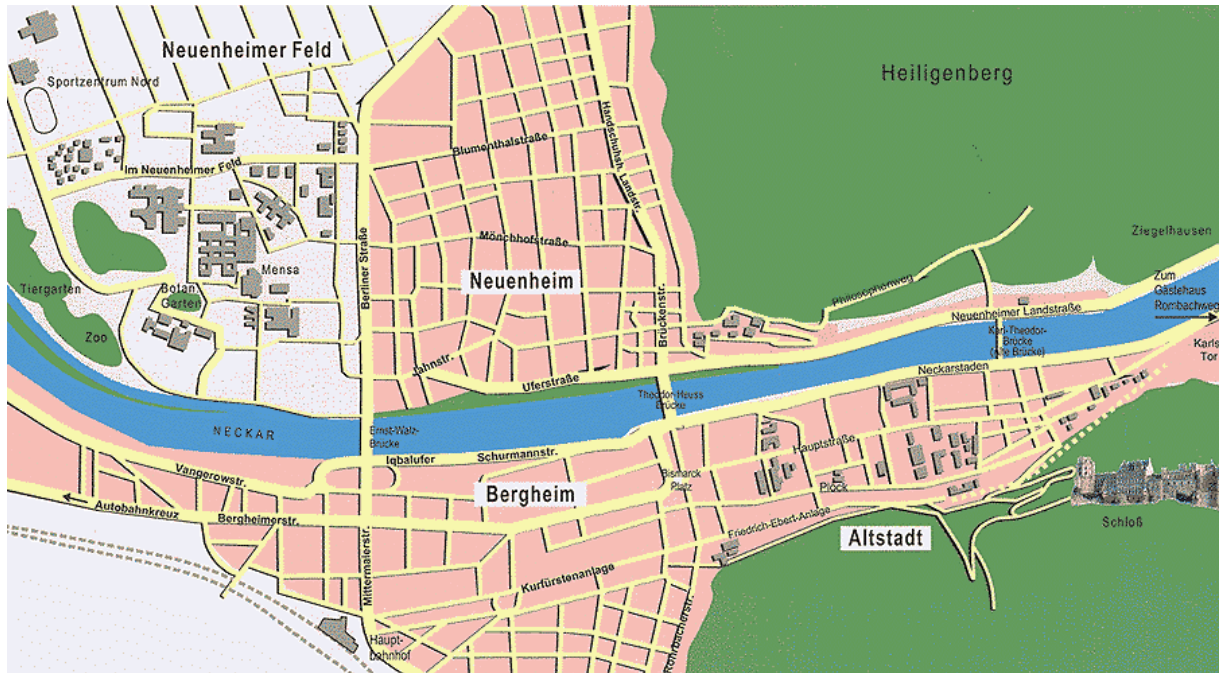 Neuenheimer Feld
Heiligenberg
Sportzentrum Nord
Handschuhsh. Landstr.
Blumenthalstraße
Im Neuenheimer Feld
Ziegelhausen
Mönchhofstraße
Berliner Straße
Mensa
Neuenheim
Zum
Gästehaus
Rombachweg
Tiergarten
Botan.
Garten
Philosophenweg
Brückenstr.
Neuenheimer Landstraße
Zoo
Karl-Theodor-
Brücke
(Alte Brücke)
Karls
Tor
Jahnstr.
Uferstraße
Neckarstaden
Theodor-Heuss
Brücke
NECKAR
Ernst-Walz-
Brücke
Hauptstraße
Iqbalufer
Schurmannstr.
Vangerowstr.
Bismarck
Platz
Bergheim
Plöck
Autobahnkreuz
Bergheimerstr.
Friedrich-Ebert-Anlage
Altstadt
Schloß
Mittermaierstr.
Kurfürstenanlage
Rohrbacherstr.
Haupt-
bahnhof